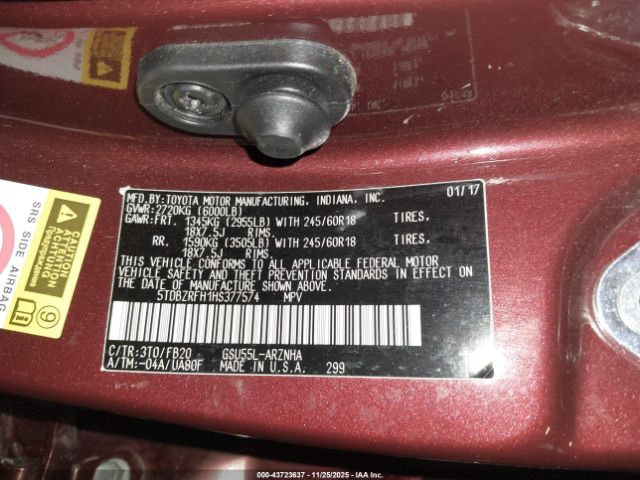 MFD.BY:TOYOTA MOTOR MANUFACTURING, INDIANA, INC. 01/17
GVWR:2720KG (6000LB)
GAWR:FRT. 1345KG (2955LB) WITH 245/60R18 TIRES.
18X7.5J RIMS.
RR. 1590KG (3505LB) WITH 245/60R18 TIRES.
18X7.5J RIMS.
THIS VEHICLE CONFORMS TO ALL APPLICABLE FEDERAL MOTOR
VEHICLE SAFETY, BUMPER, AND THEFT PREVENTION STANDARDS IN EFFECT
ON THE DATE OF MANUFACTURE SHOWN ABOVE.
5TDBZRFH1HS377574 MPV
C/TR:3T0/FB20 GSU55L-ARZNHA
A/TM:-04A/UA80F MADE IN U.S.A. 299
SRS SIDE AIRBAG
000-43723637 - 11/25/2025 - IAA Inc.